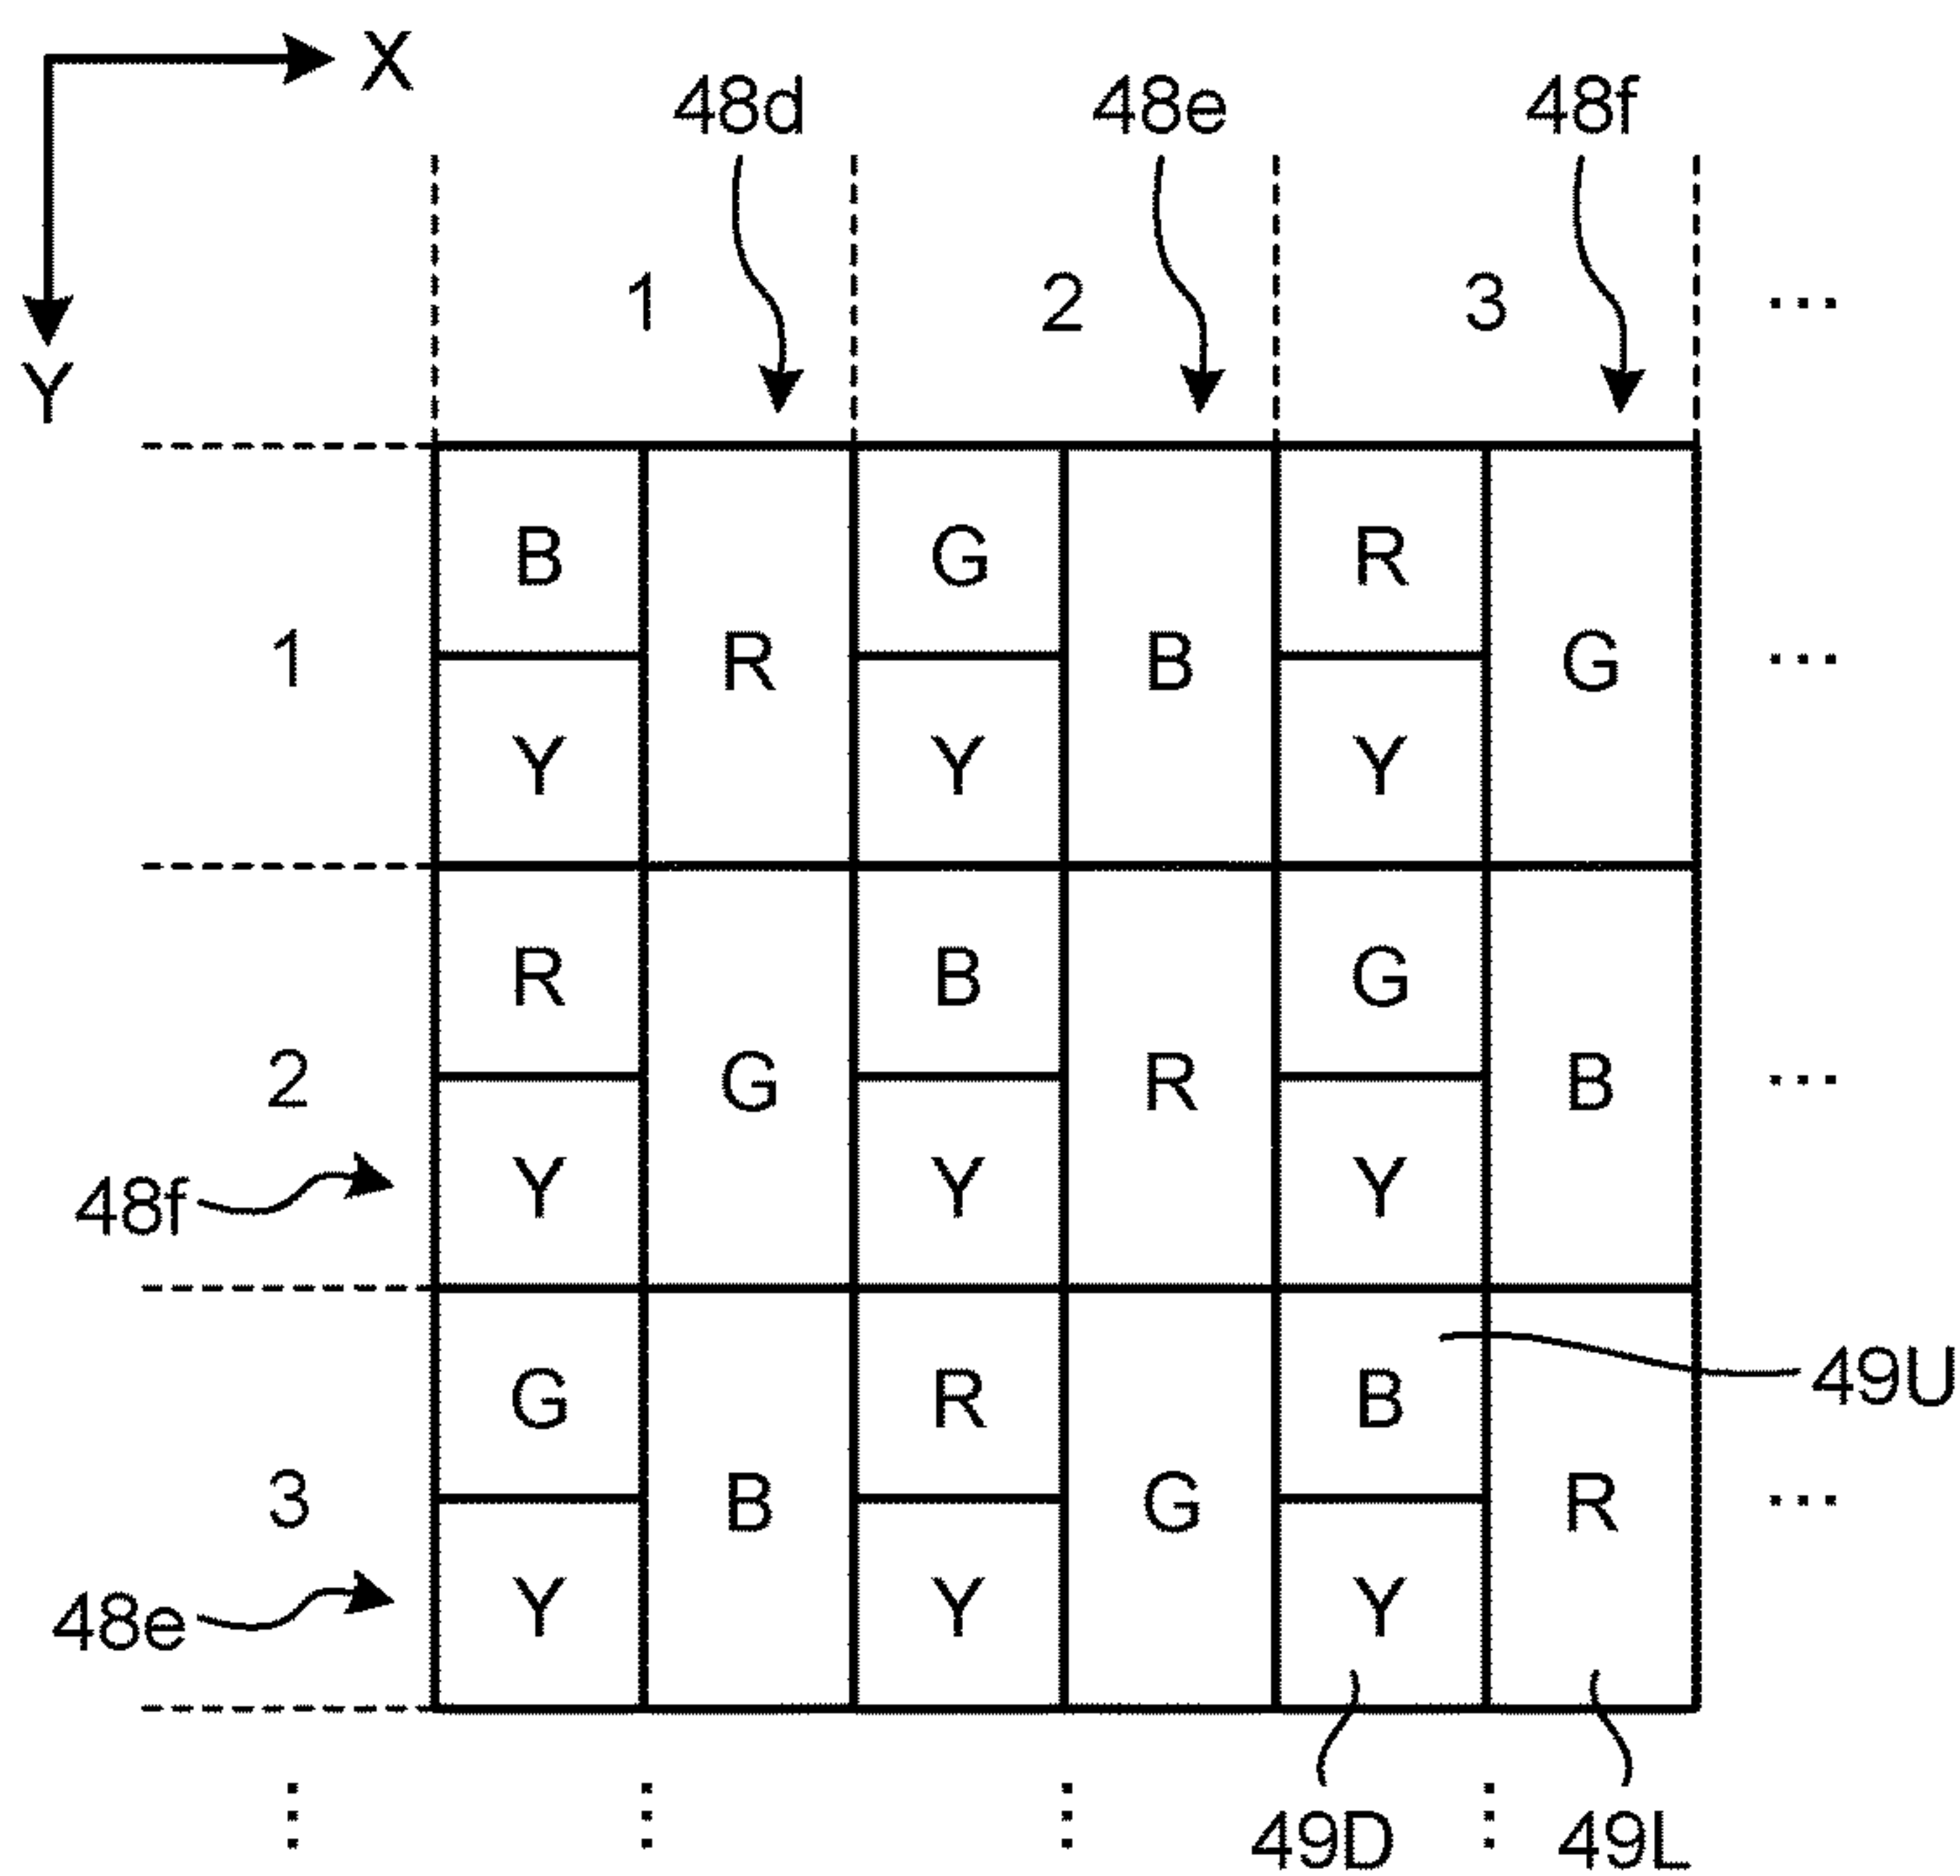 X
Y
48d 48e 48f
1 2 3 ...
B G R
1 R B G ...
Y Y Y
R B G
2 G R B ...
48f Y Y Y
G R B 49U
3 B G R ...
48e Y Y Y
49D 49L